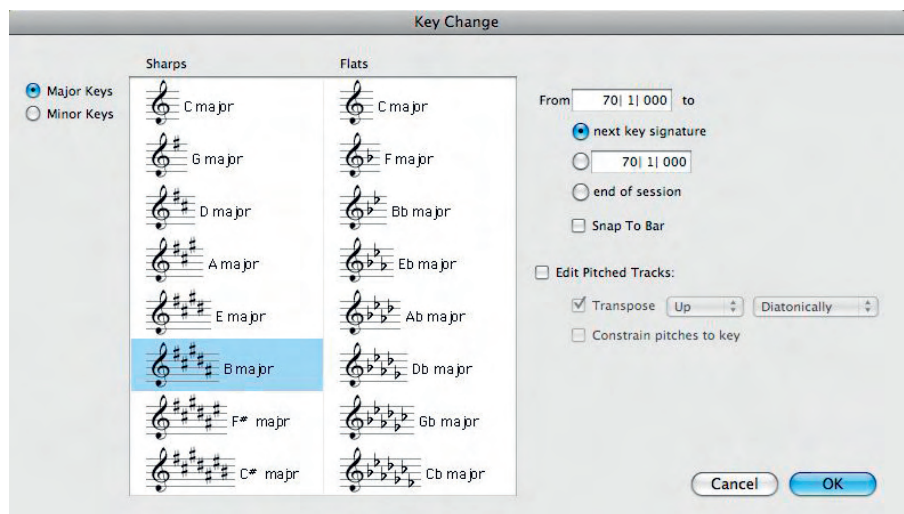 Key Change
Sharps Flats
Major Keys
Minor Keys
C major C major
G major F major
D major Bb major
A major Eb major
E major Ab major
B major Db major
F# major Gb major
C# major Cb major
From 70| 1| 000 to
next key signature
70| 1| 000
end of session
Snap To Bar
Edit Pitched Tracks:
Transpose Up Diatonically
Constrain pitches to key
Cancel OK